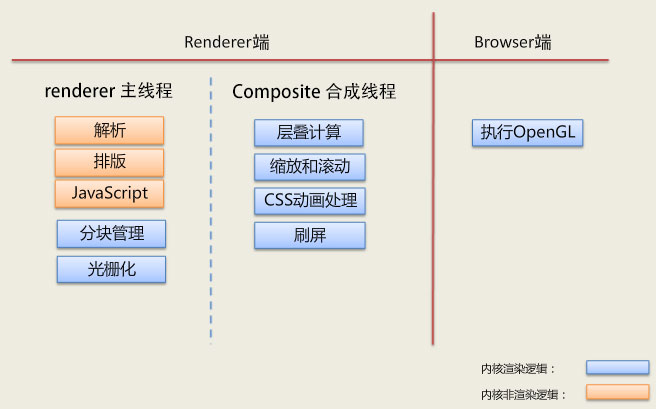 Renderer端
Browser端
renderer 主线程
Composite 合成线程
解析
排版
JavaScript
分块管理
光栅化
层叠计算
缩放和滚动
CSS动画处理
刷屏
执行OpenGL
内核渲染逻辑：
内核非渲染逻辑：